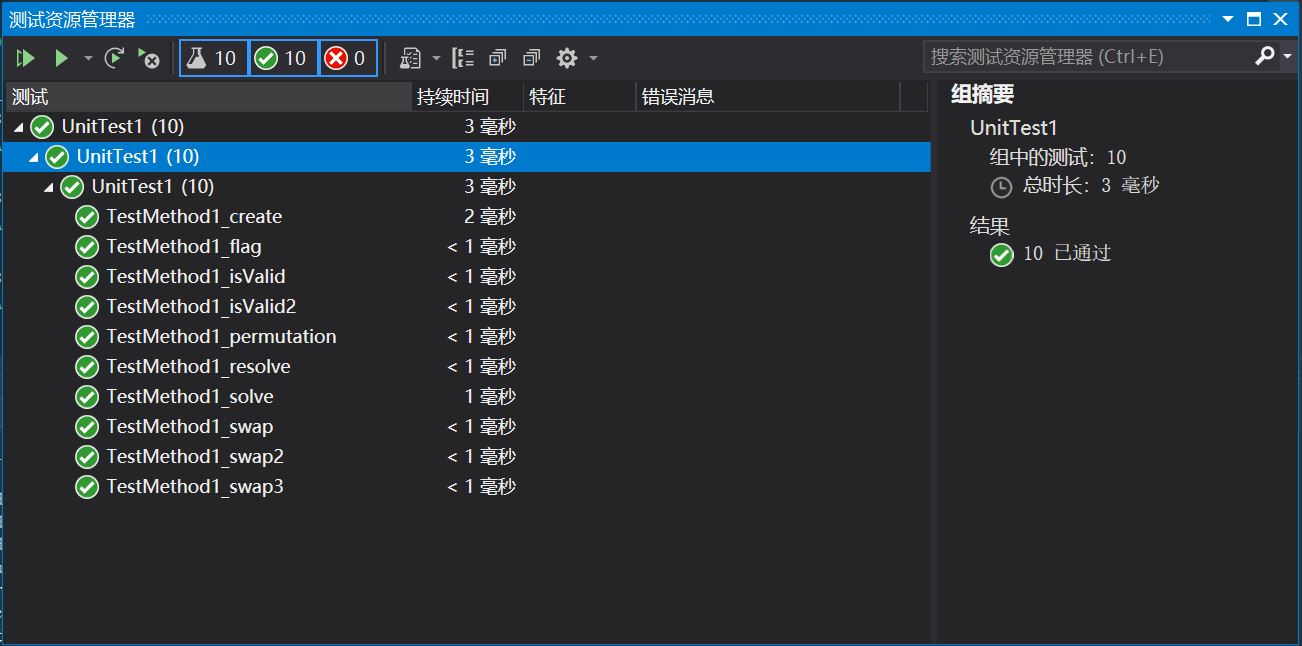 测试资源管理器
10 10 0
搜索测试资源管理器 (Ctrl+E)
测试 持续时间 特征 错误消息
UnitTest1 (10) 3 毫秒
UnitTest1 (10) 3 毫秒
UnitTest1 (10) 3 毫秒
TestMethod1_create 2 毫秒
TestMethod1_flag < 1 毫秒
TestMethod1_isValid < 1 毫秒
TestMethod1_isValid2 < 1 毫秒
TestMethod1_permutation < 1 毫秒
TestMethod1_resolve < 1 毫秒
TestMethod1_solve 1 毫秒
TestMethod1_swap < 1 毫秒
TestMethod1_swap2 < 1 毫秒
TestMethod1_swap3 < 1 毫秒
组摘要
UnitTest1
组中的测试: 10
总时长: 3 毫秒
结果
10 已通过